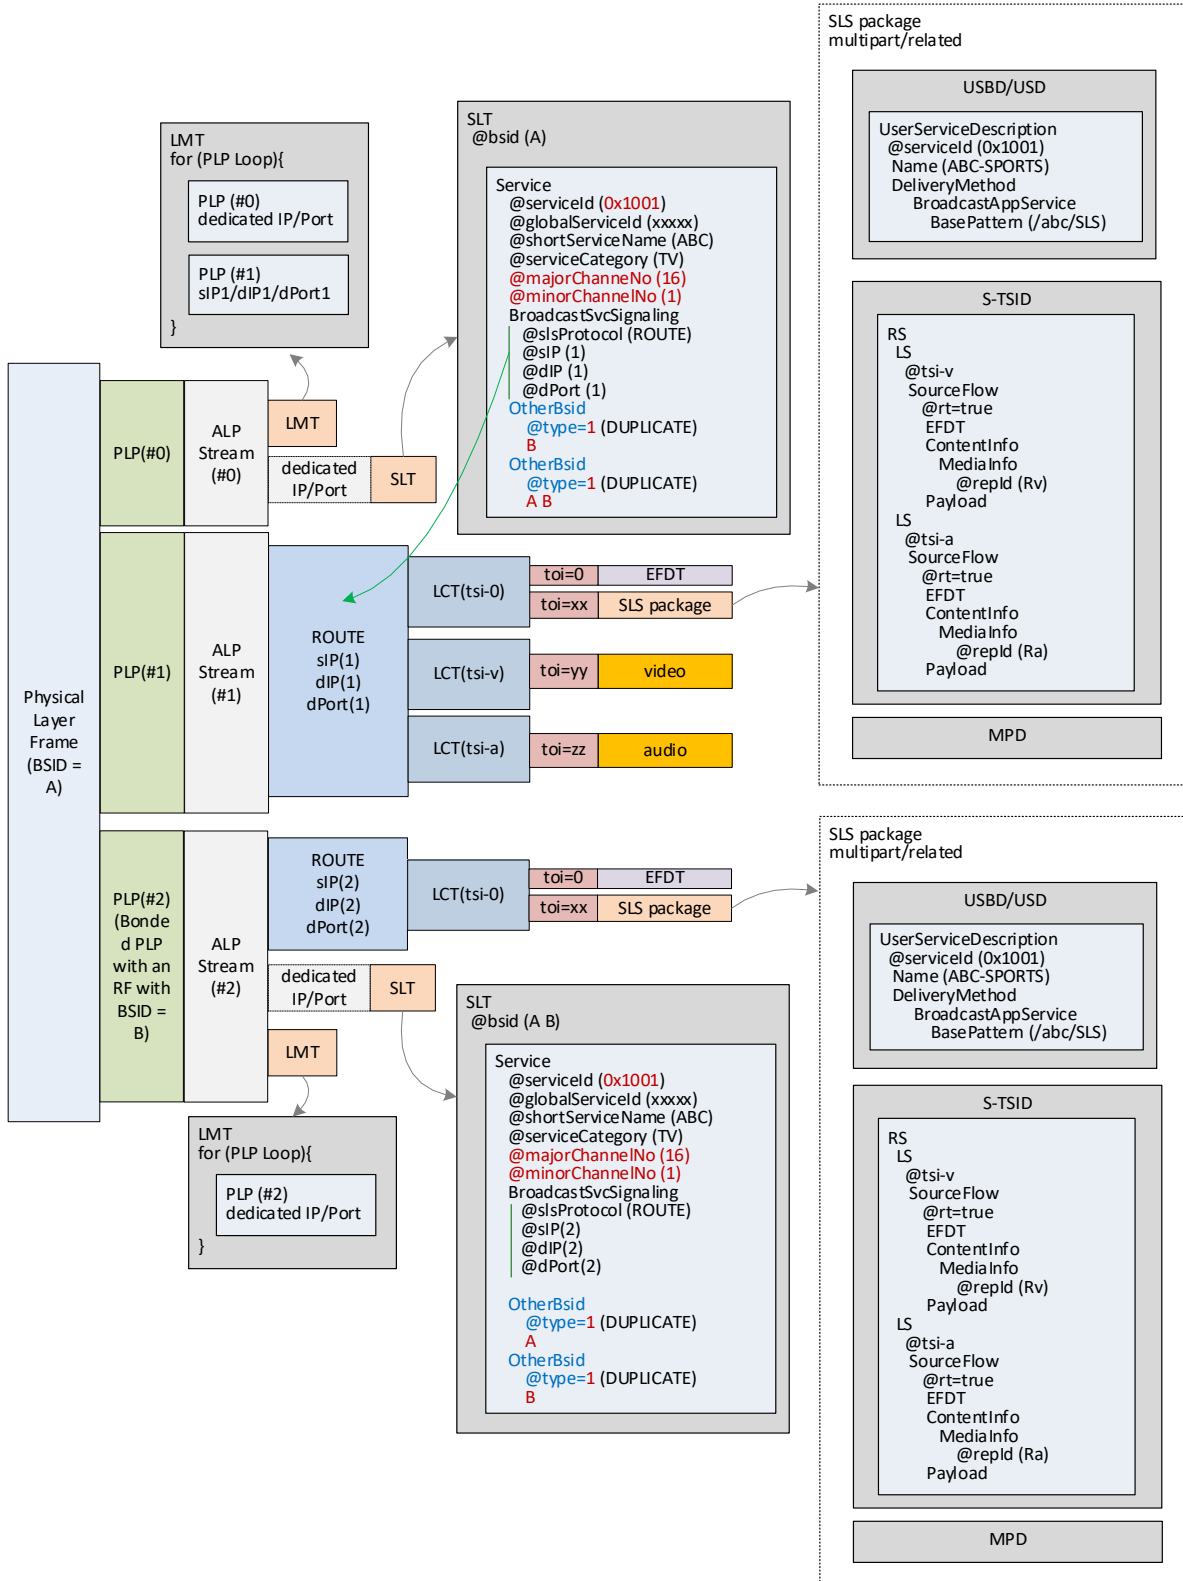 SLS package
multipart/related
USBD/USD
UserServiceDescription
@serviceId (0x1001)
Name (ABC-SPORTS)
DeliveryMethod
BroadcastAppService
BasePattern (/abc/SLS)
S-TSID
RS
LS
@tsi-v
SourceFlow
@rt=true
EFDT
ContentInfo
MediaInfo
@repId (Rv)
Payload
LS
@tsi-a
SourceFlow
@rt=true
EFDT
ContentInfo
MediaInfo
@repId (Ra)
Payload
MPD
SLT
@bsid (A)
Service
@serviceId (0x1001)
@globalServiceId (xxxxx)
@shortServiceName (ABC)
@serviceCategory (TV)
@majorChanneNo (16)
@minorChannelNo (1)
BroadcastSvcSignaling
@slsProtocol (ROUTE)
@sIP (1)
@dIP (1)
@dPort (1)
OtherBsid
@type=1 (DUPLICATE)
B
OtherBsid
@type=1 (DUPLICATE)
A B
LMT
for (PLP Loop){
PLP (#0)
dedicated IP/Port
PLP (#1)
sIP1/dIP1/dPort1
}
Physical
Layer
Frame
(BSID =
A)
PLP(#0)
ALP
Stream
(#0)
LMT
dedicated
IP/Port
SLT
PLP(#1)
ALP
Stream
(#1)
ROUTE
sIP(1)
dIP(1)
dPort(1)
LCT(tsi-0)
toi=0
EFDT
toi=xx
SLS package
LCT(tsi-v)
toi=yy
video
LCT(tsi-a)
toi=zz
audio
PLP(#2)
(Bonde
d PLP
with an
RF with
BSID =
B)
ALP
Stream
(#2)
ROUTE
sIP(2)
dIP(2)
dPort(2)
LCT(tsi-0)
toi=0
EFDT
toi=xx
SLS package
dedicated
IP/Port
SLT
LMT
LMT
for (PLP Loop){
PLP (#2)
dedicated IP/Port
}
SLT
@bsid (A B)
Service
@serviceId (0x1001)
@globalServiceId (xxxxx)
@shortServiceName (ABC)
@serviceCategory (TV)
@majorChannelNo (16)
@minorChannelNo (1)
BroadcastSvcSignaling
@slsProtocol (ROUTE)
@sIP(2)
@dIP(2)
@dPort(2)
OtherBsid
@type=1 (DUPLICATE)
A
OtherBsid
@type=1 (DUPLICATE)
B
SLS package
multipart/related
USBD/USD
UserServiceDescription
@serviceId (0x1001)
Name (ABC-SPORTS)
DeliveryMethod
BroadcastAppService
BasePattern (/abc/SLS)
S-TSID
RS
LS
@tsi-v
SourceFlow
@rt=true
EFDT
ContentInfo
MediaInfo
@repId (Rv)
Payload
LS
@tsi-a
SourceFlow
@rt=true
EFDT
ContentInfo
MediaInfo
@repId (Ra)
Payload
MPD